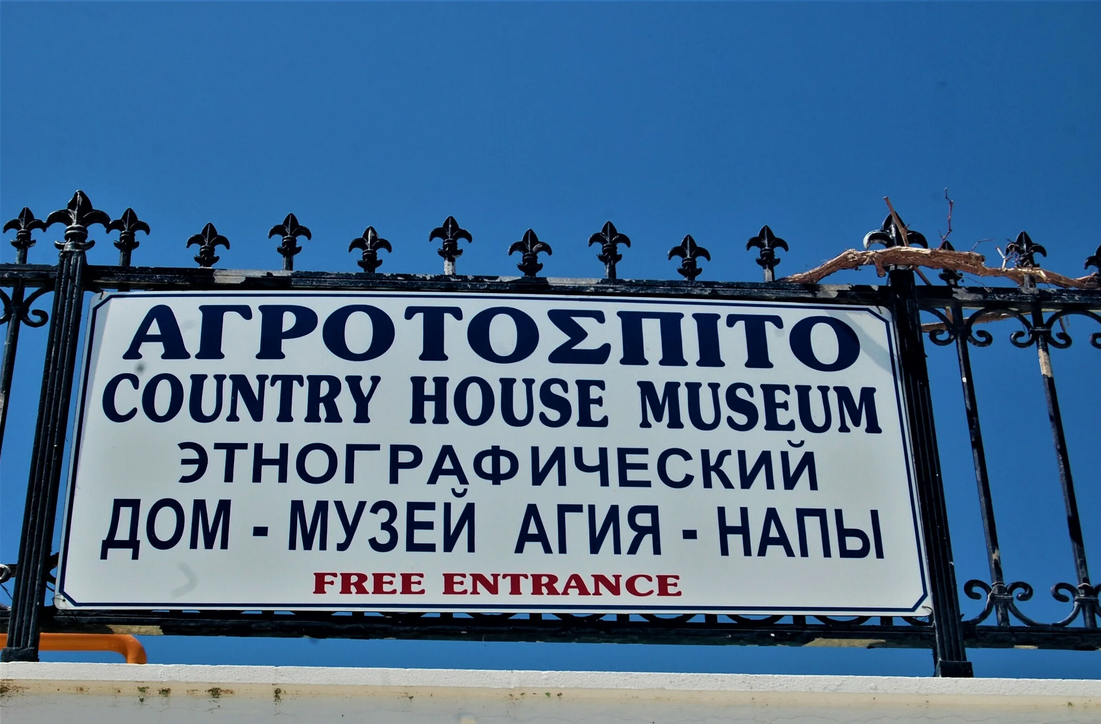 ΑΓΡΟΤΟΣΠΙΤΟ
COUNTRY HOUSE MUSEUM
ЭТНОГРАФИЧЕСКИЙ
ДОМ - МУЗЕЙ АГИЯ - НАПЫ
FREE ENTRANCE